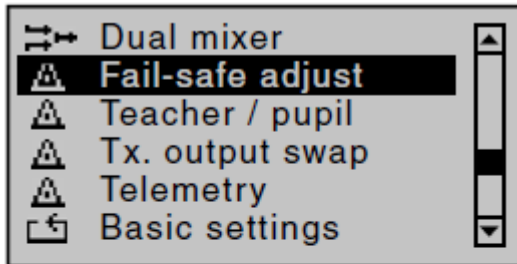 Dual mixer
Fail-safe adjust
Teacher / pupil
Tx. output swap
Telemetry
Basic settings